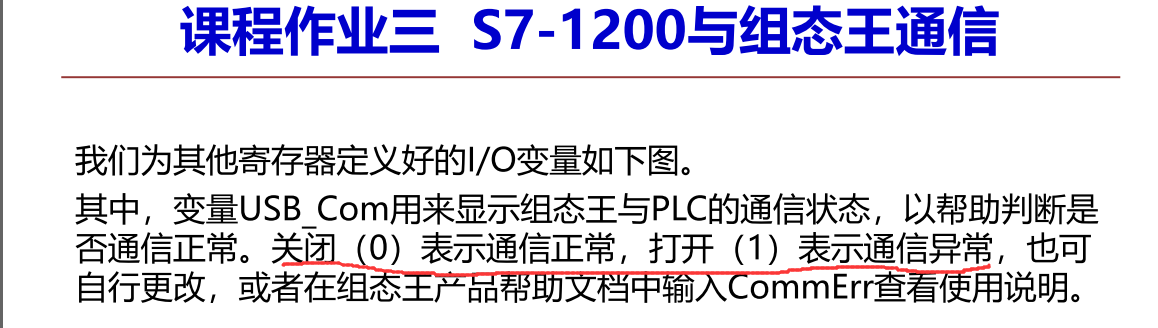 课程作业三 S7-1200与组态王通信
我们为其他寄存器定义好的I/O变量如下图。
其中，变量USB_Com用来显示组态王与PLC的通信状态，以帮助判断是
否通信正常。关闭（0）表示通信正常，打开（1）表示通信异常，也可
自行更改，或者在组态王产品帮助文档中输入CommErr查看使用说明。